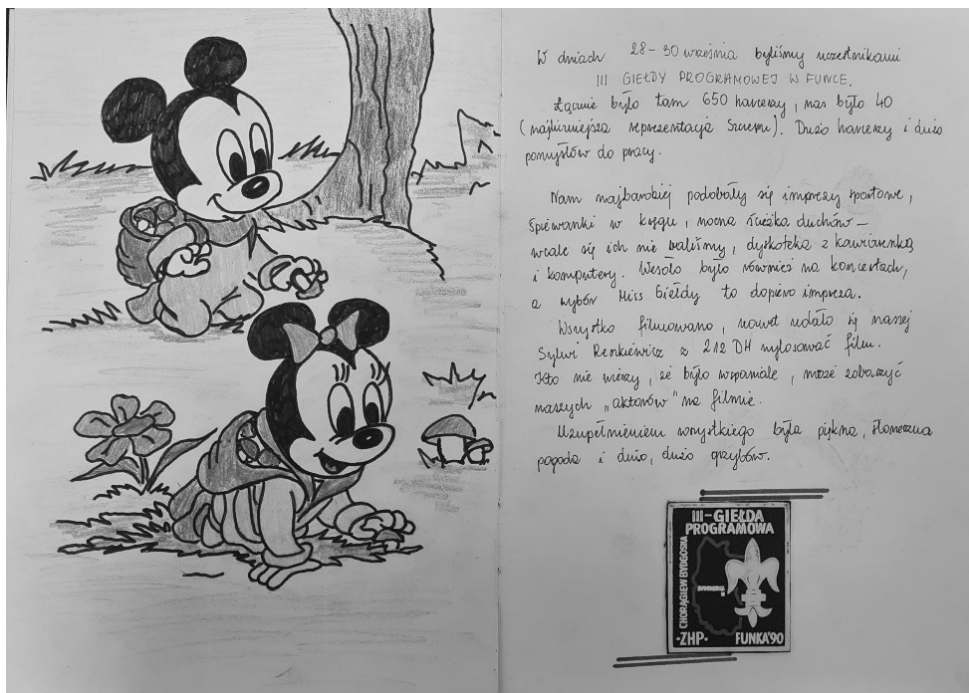 W dniach 28-30 września byliśmy uczestnikami
III GIEŁDY PROGRAMOWEJ W FUNCE.
Łącznie było tam 650 harcerzy, nas było 40
(najliczniejsza reprezentacja Szczepu). Dużo harcerzy i dużo
pomysłów do pracy.
Nam najbardziej podobały się imprezy sportowe,
śpiewanki w kręgu, nocna ścieżka duchów –
wcale się ich nie baliśmy, dyskoteka z kawiarenką
i komputery. Wesoło było również na koncertach,
a wybór Miss Giełdy to dopiero impreza.
Wszystko filmowano, nawet udało się naszej
Sylwi Renkiewicz z 212 DH wylosować film.
Kto nie wierzy, że było wspaniale, może zobaczyć
naszych „aktorów" na filmie.
Uzupełnieniem wszystkiego była piękna, słoneczna
pogoda i dużo, dużo grzybów.
III-GIEŁDA
PROGRAMOWA
CHORĄGIEW BYDGOSKA
-ZHP- FUNKA'90